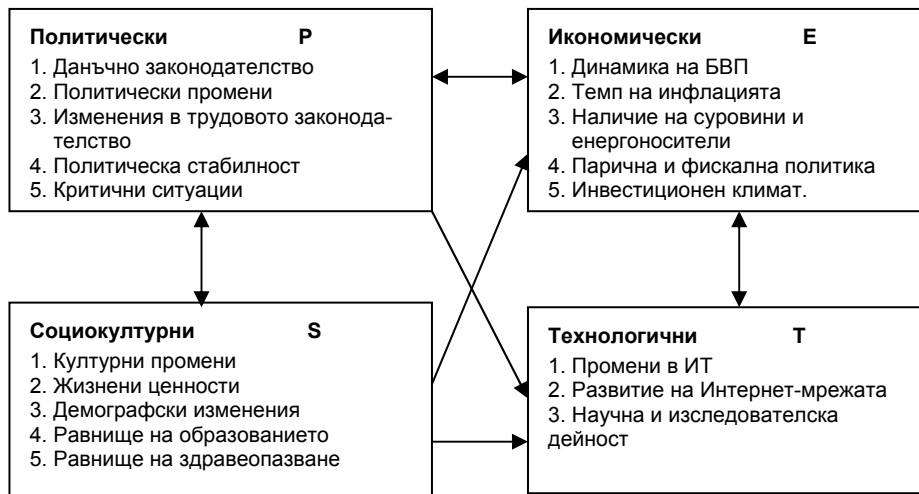 Политически P
1. Данъчно законодателство
2. Политически промени
3. Изменения в трудовото законода-
телство
4. Политическа стабилност
5. Критични ситуации
Икономически E
1. Динамика на БВП
2. Темп на инфлацията
3. Наличие на суровини и
енергоносители
4. Парична и фискална политика
5. Инвестиционен климат.
Социокултурни S
1. Културни промени
2. Жизнени ценности
3. Демографски изменения
4. Равнище на образованието
5. Равнище на здравеопазване
Технологични T
1. Промени в ИТ
2. Развитие на Интернет-мрежата
3. Научна и изследователска
дейност